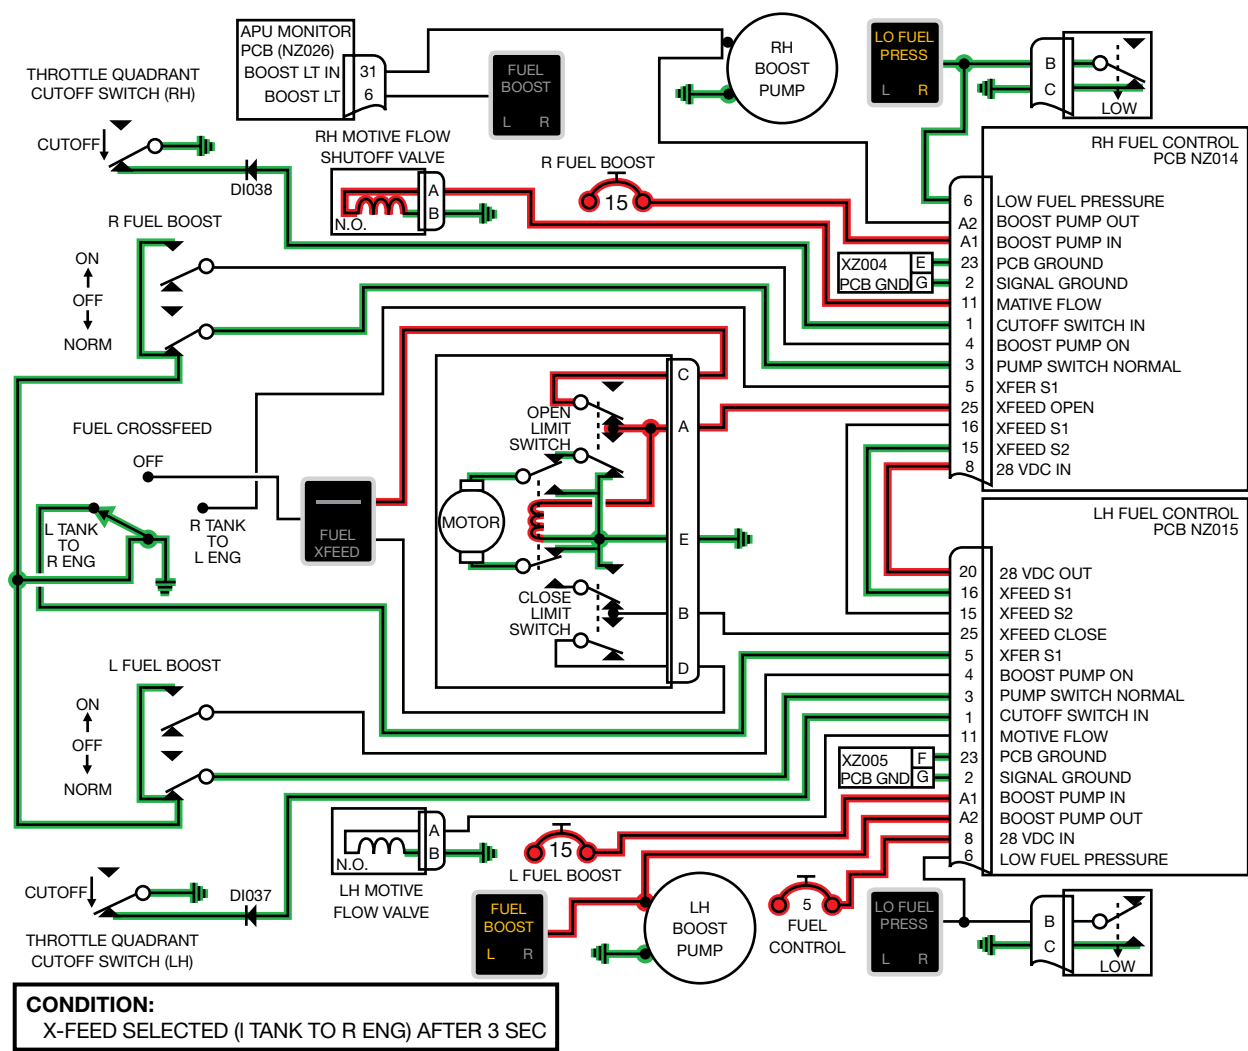 APU MONITOR
PCB (NZ026)
BOOST LT IN 31
BOOST LT 6
FUEL
BOOST
L R
RH
BOOST
PUMP
LO FUEL
PRESS
L R
B
C
LOW
THROTTLE QUADRANT
CUTOFF SWITCH (RH)
CUTOFF
DI038
RH MOTIVE FLOW
SHUTOFF VALVE
A
B
N.O.
R FUEL BOOST
15
RH FUEL CONTROL
PCB NZ014
6 LOW FUEL PRESSURE
A2 BOOST PUMP OUT
A1 BOOST PUMP IN
23 PCB GROUND
2 SIGNAL GROUND
11 MATIVE FLOW
1 CUTOFF SWITCH IN
4 BOOST PUMP ON
3 PUMP SWITCH NORMAL
5 XFER S1
25 XFEED OPEN
16 XFEED S1
15 XFEED S2
8 28 VDC IN
XZ004 E
PCB GND G
R FUEL BOOST
ON
OFF
NORM
FUEL CROSSFEED
OFF
L TANK
TO
R ENG
R TANK
TO
L ENG
FUEL
XFEED
C
OPEN
LIMIT
SWITCH
A
MOTOR
E
CLOSE
LIMIT
SWITCH
B
D
LH FUEL CONTROL
PCB NZ015
20 28 VDC OUT
16 XFEED S1
15 XFEED S2
25 XFEED CLOSE
5 XFER S1
4 BOOST PUMP ON
3 PUMP SWITCH NORMAL
1 CUTOFF SWITCH IN
11 MOTIVE FLOW
23 PCB GROUND
2 SIGNAL GROUND
A1 BOOST PUMP IN
A2 BOOST PUMP OUT
8 28 VDC IN
6 LOW FUEL PRESSURE
XZ005 F
PCB GND G
L FUEL BOOST
ON
OFF
NORM
CUTOFF
DI037
THROTTLE QUADRANT
CUTOFF SWITCH (LH)
A
B
N.O.
LH MOTIVE
FLOW VALVE
15
L FUEL BOOST
FUEL
BOOST
L R
LH
BOOST
PUMP
5
FUEL
CONTROL
LO FUEL
PRESS
L R
B
C
LOW
CONDITION:
X-FEED SELECTED (I TANK TO R ENG) AFTER 3 SEC